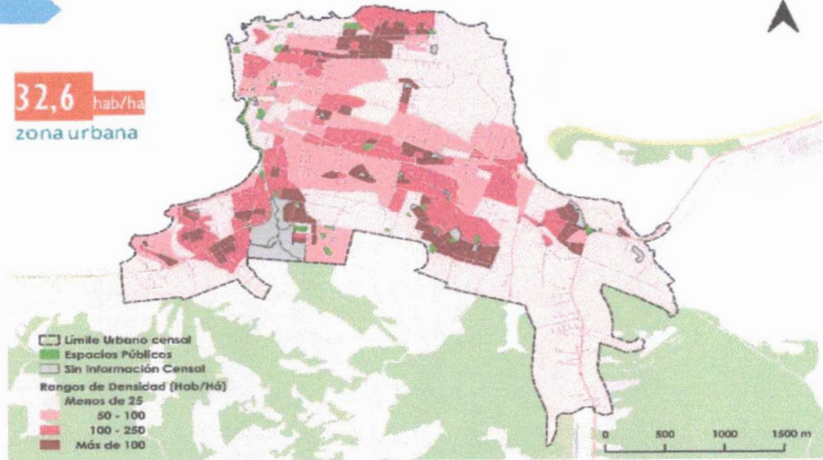 32,6 hab/ha
zona urbana
Límite Urbano censal
Espacios Públicos
Sin Información Censal
Rangos de Densidad (Hab/Há)
Menos de 25
50 - 100
100 - 250
Más de 100
0 500 1000 1500 m